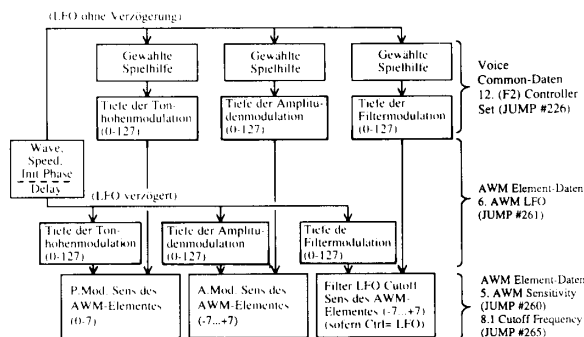 (LFO ohne Verzögerung)
Gewählte
Spielhilfe
Gewählte
Spielhilfe
Gewählte
Spielhilfe
Voice
Common-Daten
12. (F2) Controller
Set (JUMP #226)
Tiefe der Ton-
hohenmodulation
(0-127)
Tiefe der Amplitu-
denmodulation
(0-127)
Tiefe der
Filtermodulation
(0-127)
Wave,
Speed,
Init Phase
Delay
(LFO verzögert)
AWM Element-Daten
6. AWM LFO
(JUMP #261)
Tiefe der Ton-
hohenmodulation
(0-127)
Tiefe der Ampli-
denmodulation
(0-127)
Tiefe de
Filtermodulation
(0-127)
P.Mod. Sens des
AWM-Elementes
(0-7)
A.Mod. Sens des
AWM-Elementes
(-7...+7)
Filter LFO Cutoff
Sens des AWM-
Elementes (-7...+7)
(sofern Ctrl= LFO)
AWM Element-Daten
5. AWM Sensitivity
(JUMP #260)
8.1 Cutoff Frequency
(JUMP #265)